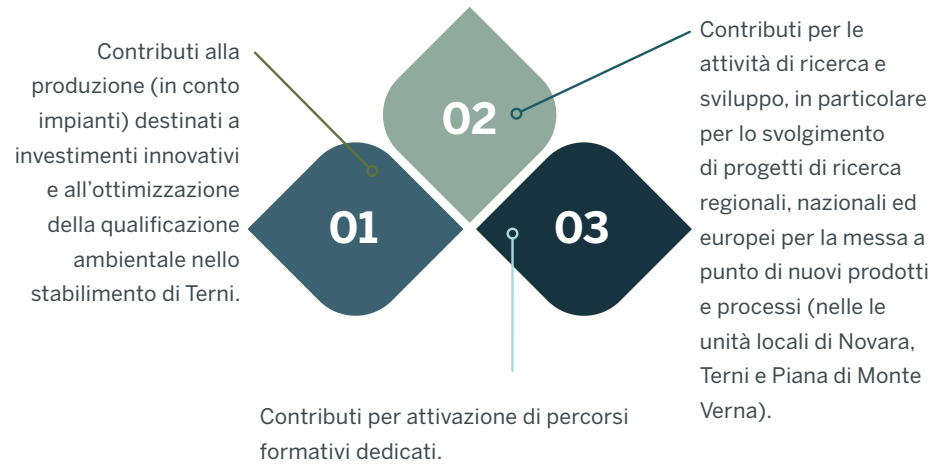 Contributi alla
produzione (in conto
impianti) destinati a
investimenti innovativi
e all'ottimizzazione
della qualificazione
ambientale nello
stabilimento di Terni.
01
02
03
Contributi per le
attività di ricerca e
sviluppo, in particolare
per lo svolgimento
di progetti di ricerca
regionali, nazionali ed
europei per la messa a
punto di nuovi prodotti
e processi (nelle le
unità locali di Novara,
Terni e Piana di Monte
Verna).
Contributi per attivazione di percorsi
formativi dedicati.